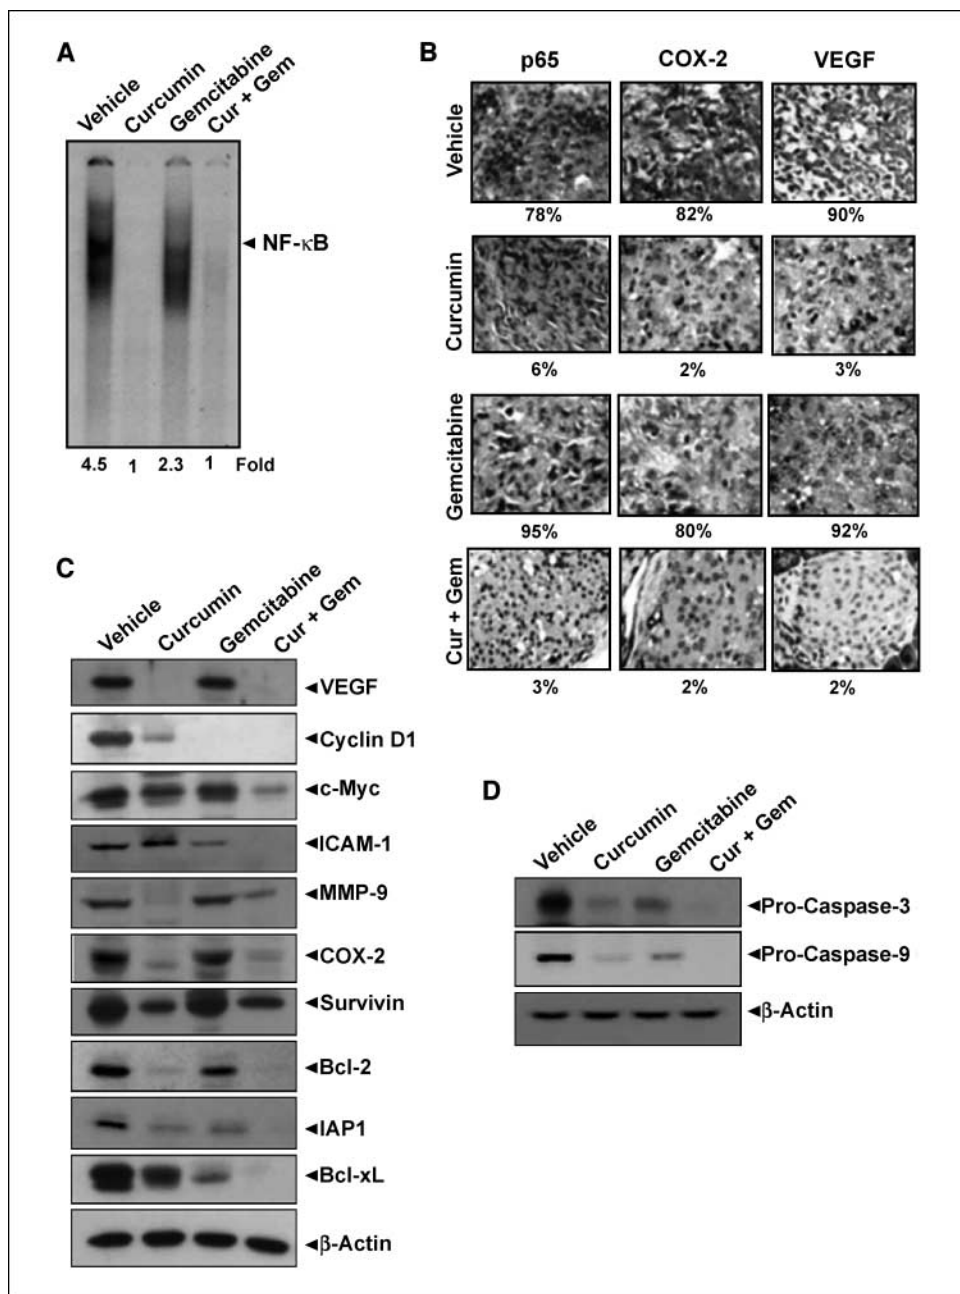 A
Vehicle
Curcumin
Gemcitabine
Cur + Gem
NF-κB
4.5 1 2.3 1 Fold
B
p65 COX-2 VEGF
Vehicle
78% 82% 90%
Curcumin
6% 2% 3%
Gemcitabine
95% 80% 92%
Cur + Gem
3% 2% 2%
C
Vehicle
Curcumin
Gemcitabine
Cur + Gem
VEGF
Cyclin D1
c-Myc
ICAM-1
MMP-9
COX-2
Survivin
Bcl-2
IAP1
Bcl-xL
β-Actin
D
Vehicle
Curcumin
Gemcitabine
Cur + Gem
Pro-Caspase-3
Pro-Caspase-9
β-Actin